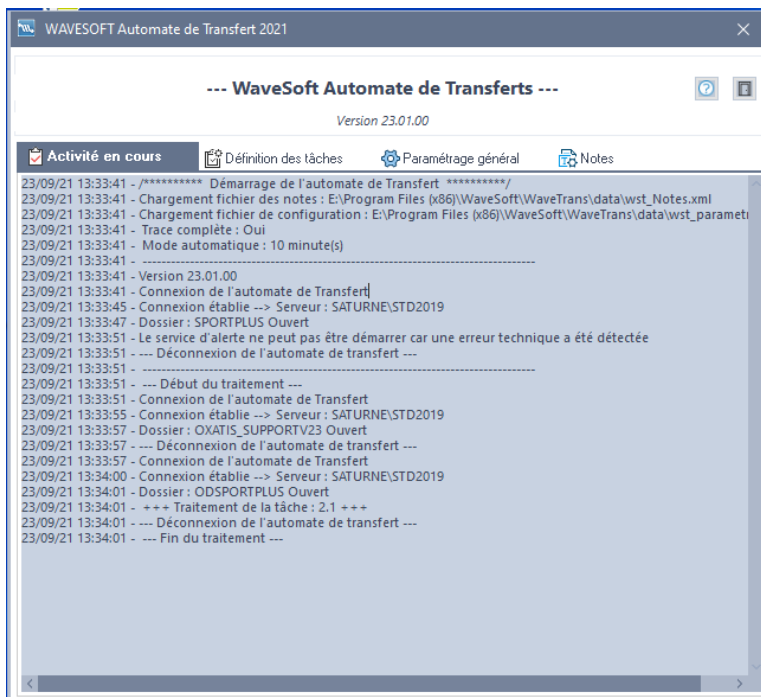 WAVESOFT Automate de Transfert 2021
--- WaveSoft Automate de Transferts ---
Version 23.01.00
Activité en cours Définition des tâches Paramétrage général Notes
23/09/21 13:33:41 - /********** Démarrage de l'automate de Transfert **********/
23/09/21 13:33:41 - Chargement fichier des notes : E:\Program Files (x86)\WaveSoft\WaveTrans\data\wst_Notes.xml
23/09/21 13:33:41 - Chargement fichier de configuration : E:\Program Files (x86)\WaveSoft\WaveTrans\data\wst_parametr
23/09/21 13:33:41 - Trace complète : Oui
23/09/21 13:33:41 - Mode automatique : 10 minute(s)
23/09/21 13:33:41 - --------------------------------------------------------------------------------
23/09/21 13:33:41 - Version 23.01.00
23/09/21 13:33:41 - Connexion de l'automate de Transfert
23/09/21 13:33:45 - Connexion établie --> Serveur : SATURNE\STD2019
23/09/21 13:33:47 - Dossier : SPORTPLUS Ouvert
23/09/21 13:33:51 - Le service d'alerte ne peut pas être démarrer car une erreur technique a été détectée
23/09/21 13:33:51 - --- Déconnexion de l'automate de transfert ---
23/09/21 13:33:51 - --------------------------------------------------------------------------------
23/09/21 13:33:51 - --- Début du traitement ---
23/09/21 13:33:51 - Connexion de l'automate de Transfert
23/09/21 13:33:55 - Connexion établie --> Serveur : SATURNE\STD2019
23/09/21 13:33:57 - Dossier : OXATIS_SUPPORTV23 Ouvert
23/09/21 13:33:57 - --- Déconnexion de l'automate de transfert ---
23/09/21 13:33:57 - Connexion de l'automate de Transfert
23/09/21 13:34:00 - Connexion établie --> Serveur : SATURNE\STD2019
23/09/21 13:34:01 - Dossier : ODSPORTPLUS Ouvert
23/09/21 13:34:01 - +++ Traitement de la tâche : 2.1 +++
23/09/21 13:34:01 - --- Déconnexion de l'automate de transfert ---
23/09/21 13:34:01 - --- Fin du traitement ---